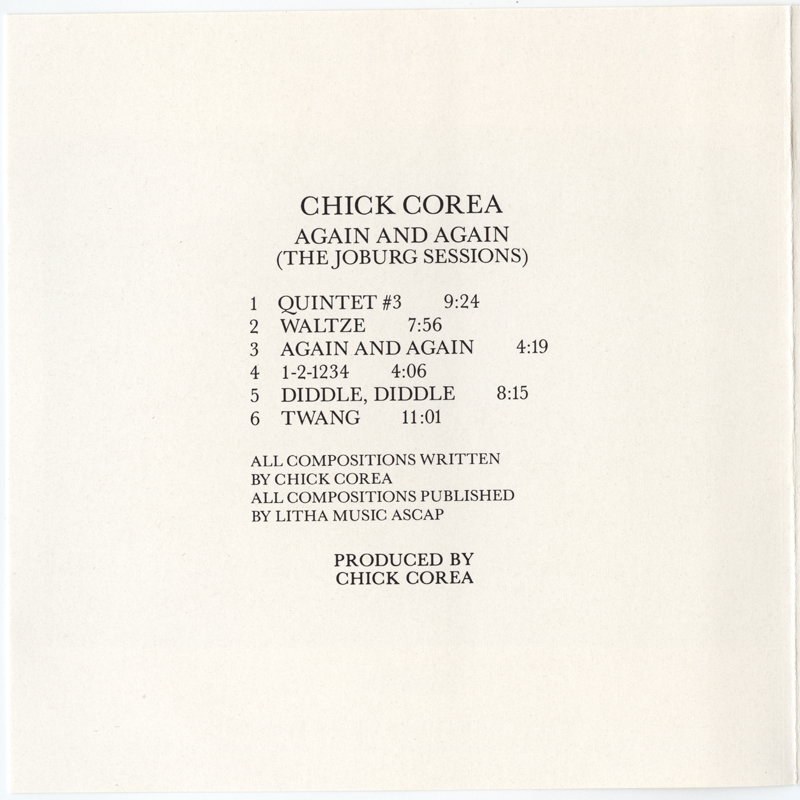 CHICK COREA
AGAIN AND AGAIN
(THE JOBURG SESSIONS)
1 QUINTET #3 9:24
2 WALTZE 7:56
3 AGAIN AND AGAIN 4:19
4 1-2-1234 4:06
5 DIDDLE, DIDDLE 8:15
6 TWANG 11:01
ALL COMPOSITIONS WRITTEN
BY CHICK COREA
ALL COMPOSITIONS PUBLISHED
BY LITHA MUSIC ASCAP
PRODUCED BY
CHICK COREA